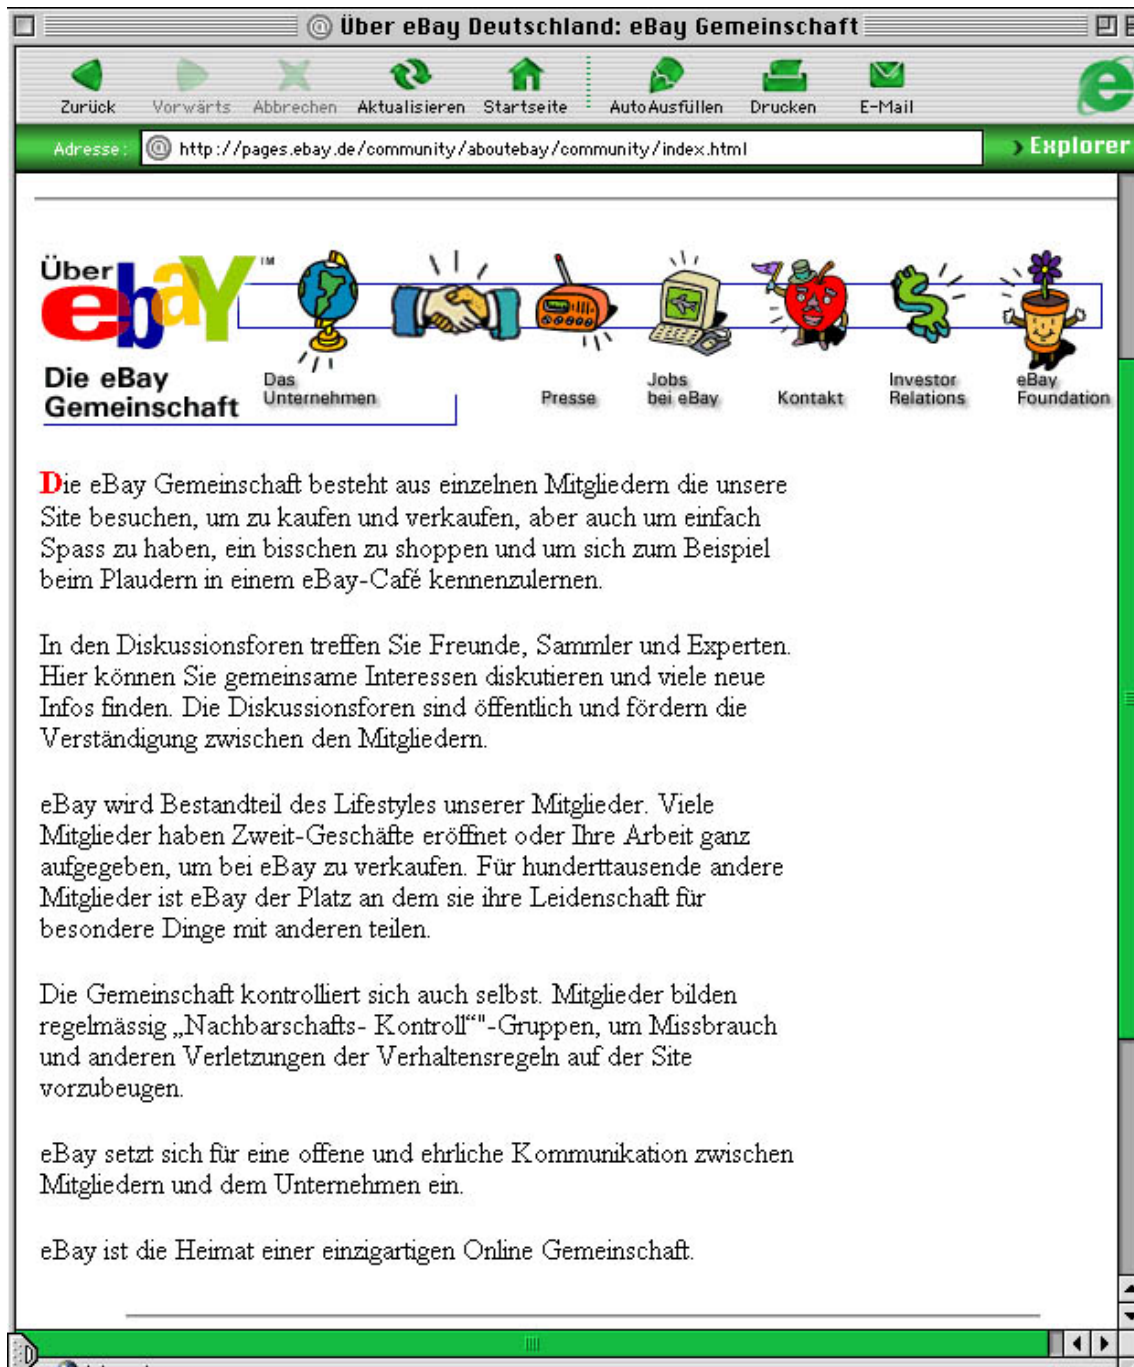 Über eBay Deutschland: eBay Gemeinschaft
Zurück Vorwärts Abbrechen Aktualisieren Startseite AutoAusfüllen Drucken E-Mail
Adresse: http://pages.ebay.de/community/aboutebay/community/index.html Explorer
Über
ebaY™
Die eBay
Gemeinschaft
Das
Unternehmen
Presse
Jobs
bei eBay
Kontakt
Investor
Relations
eBay
Foundation
Die eBay Gemeinschaft besteht aus einzelnen Mitgliedern die unsere
Site besuchen, um zu kaufen und verkaufen, aber auch um einfach
Spass zu haben, ein bisschen zu shoppen und um sich zum Beispiel
beim Plaudern in einem eBay-Café kennenzulernen.
In den Diskussionsforen treffen Sie Freunde, Sammler und Experten.
Hier können Sie gemeinsame Interessen diskutieren und viele neue
Infos finden. Die Diskussionsforen sind öffentlich und fördern die
Verständigung zwischen den Mitgliedern.
eBay wird Bestandteil des Lifestyles unserer Mitglieder. Viele
Mitglieder haben Zweit-Geschäfte eröffnet oder Ihre Arbeit ganz
aufgegeben, um bei eBay zu verkaufen. Für hunderttausende andere
Mitglieder ist eBay der Platz an dem sie ihre Leidenschaft für
besondere Dinge mit anderen teilen.
Die Gemeinschaft kontrolliert sich auch selbst. Mitglieder bilden
regelmässig „Nachbarschafts- Kontroll“"-Gruppen, um Missbrauch
und anderen Verletzungen der Verhaltensregeln auf der Site
vorzubeugen.
eBay setzt sich für eine offene und ehrliche Kommunikation zwischen
Mitgliedern und dem Unternehmen ein.
eBay ist die Heimat einer einzigartigen Online Gemeinschaft.